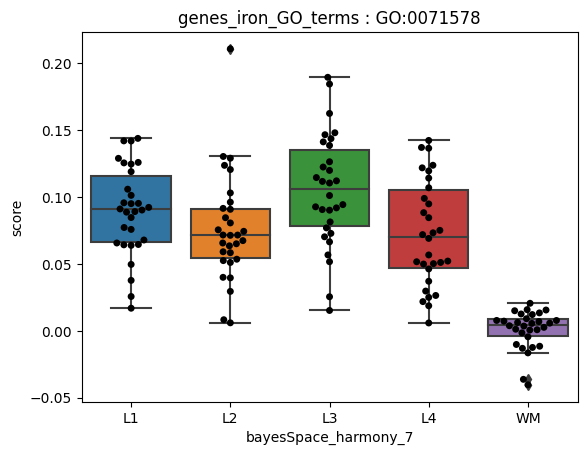 genes_iron_GO_terms : GO:0071578
score
0.20
0.15
0.10
0.05
0.00
−0.05
L1 L2 L3 L4 WM
bayesSpace_harmony_7